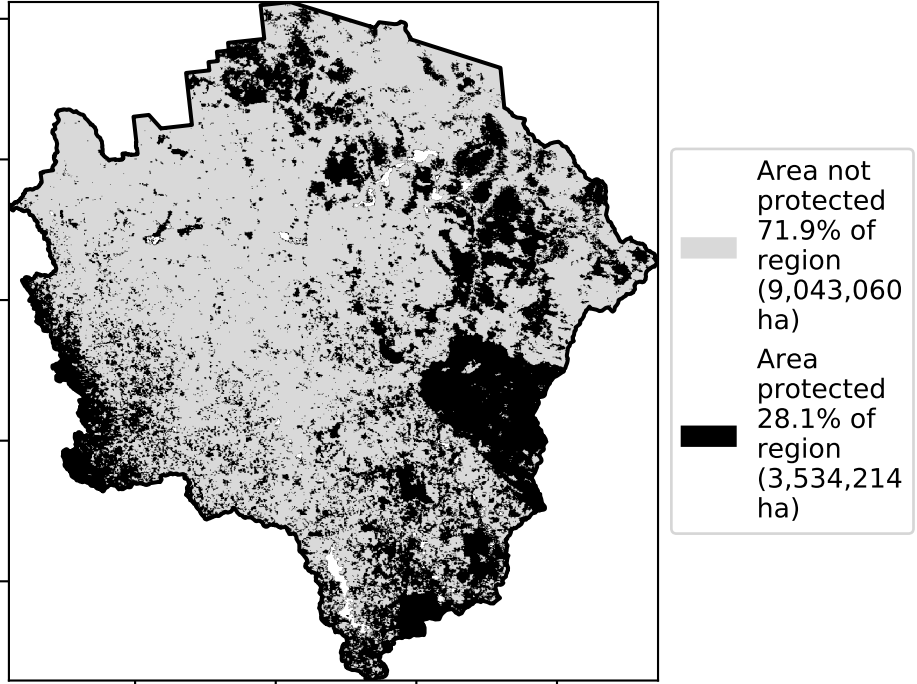 Area not
protected
71.9% of
region
(9,043,060
ha)
Area
protected
28.1% of
region
(3,534,214
ha)